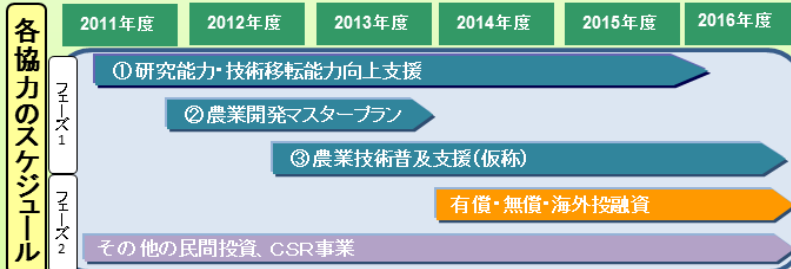 各協力のスケジュール
2011年度 2012年度 2013年度 2014年度 2015年度 2016年度
フェーズ1
①研究能力・技術移転能力向上支援
②農業開発マスタープラン
③農業技術普及支援(仮称)
フェーズ2
有償・無償・海外投融資
その他の民間投資、CSR事業